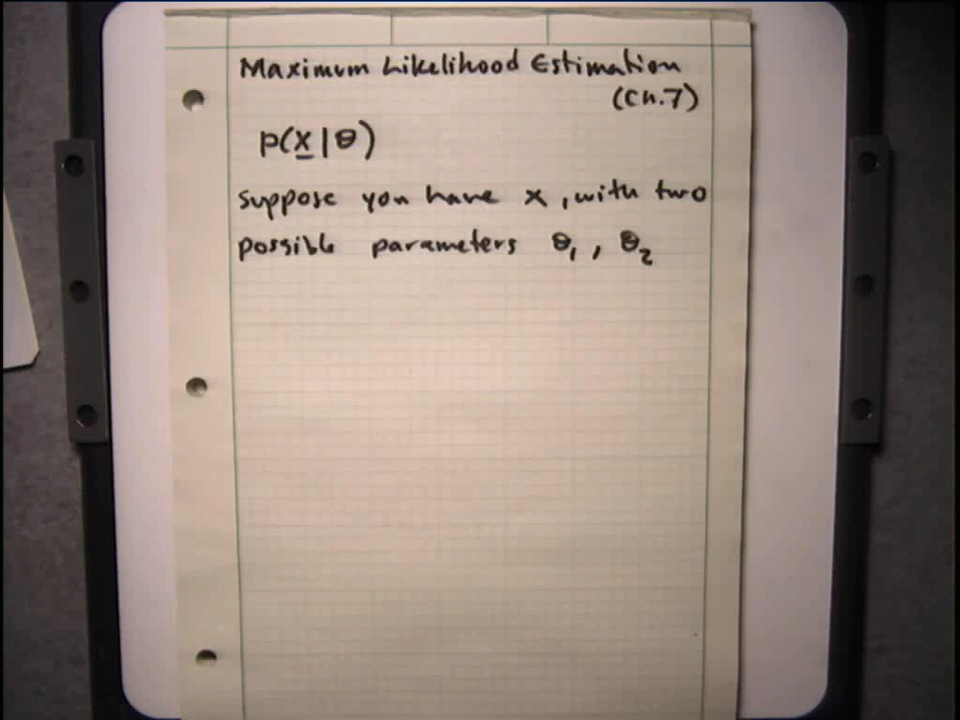 Maximum Likelihood Estimation
(Ch.7)
p(x̲|θ)
suppose you have x, with two
possible parameters θ₁, θ₂